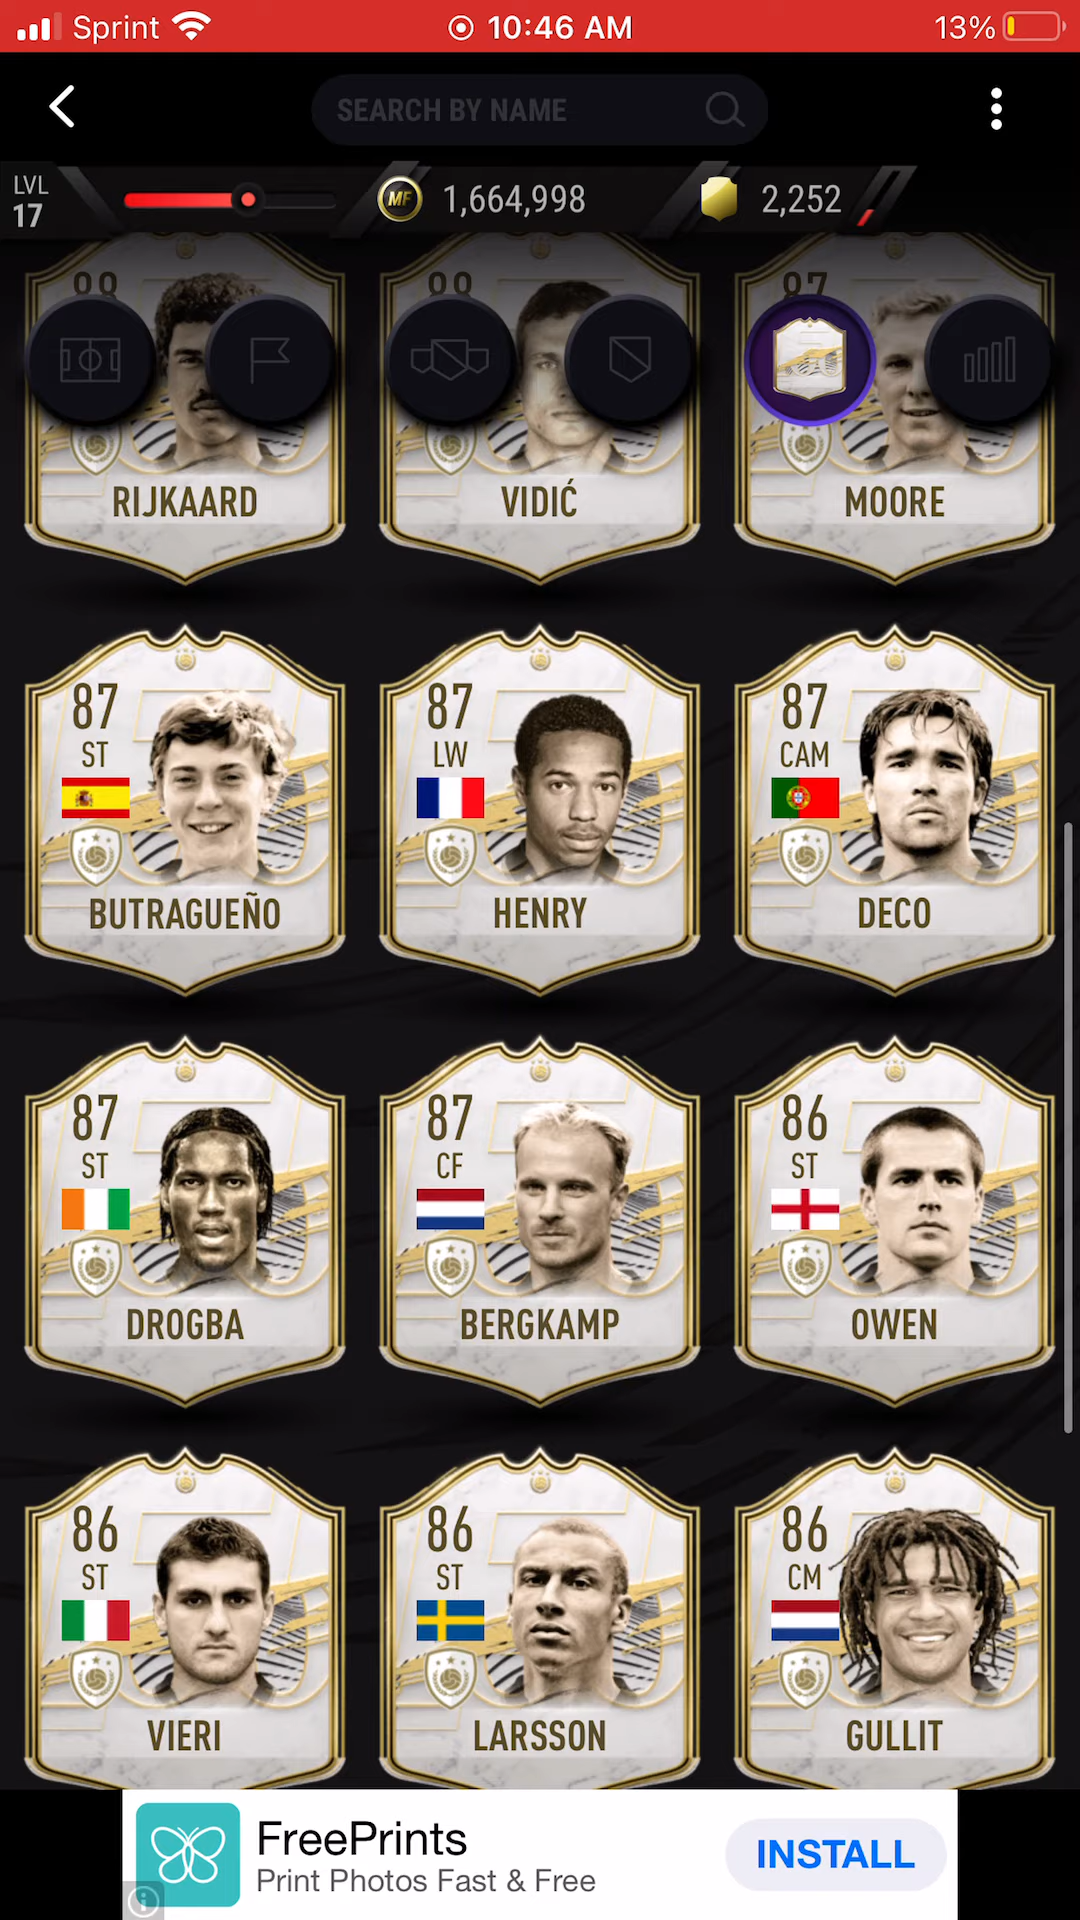 Sprint 10:46 AM 13%
SEARCH BY NAME
LVL
17
MF 1,664,998 2,252
RIJKAARD VIDIĆ MOORE
87 87 87
ST LW CAM
BUTRAGUEÑO HENRY DECO
87 87 86
ST CF ST
DROGBA BERGKAMP OWEN
86 86 86
ST ST CM
VIERI LARSSON GULLIT
FreePrints
Print Photos Fast & Free
INSTALL